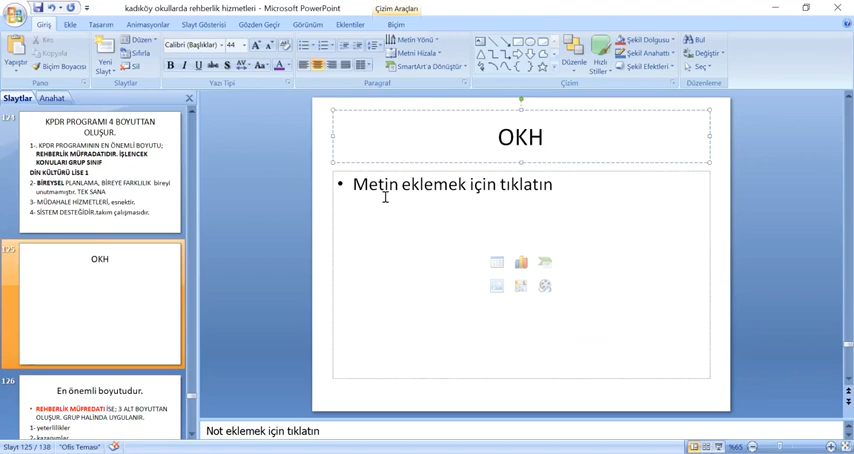 kadıköy okullarda rehberlik hizmetleri - Microsoft PowerPoint
Çizim Araçları
Giriş Ekle Tasarım Animasyonlar Slayt Gösterisi Gözden Geçir Görünüm Eklentiler Biçim
Yapıştır
Kes
Kopyala
Biçim Boyacısı
Pano
Yeni Slayt
Düzen
Sıfırla
Sil
Slaytlar
Calibri (Başlıklar) 44
Yazı Tipi
Metin Yönü
Metni Hizala
SmartArt'a Dönüştür
Paragraf
Düzenle
Hızlı Stiller
Şekil Dolgusu
Şekil Anahattı
Şekil Efektleri
Çizim
Bul
Değiştir
Seç
Düzenleme
Slaytlar Anahat
124
KPDR PROGRAMI 4 BOYUTTAN
OLUŞUR.
1-. KPDR PROGRAMININ EN ÖNEMLİ BOYUTU;
REHBERLİK MÜFREDATIDIR. İŞLENCEK
KONULARI GRUP SINIF
DİN KÜLTÜRÜ LİSE 1
2- BİREYSEL PLANLAMA, BİREYE FARKLILIK bireyi
unutmamıştır. TEK SANA
3- MÜDAHALE HİZMETLERİ, esnektir.
4- SİSTEM DESTEĞİDİR.takım çalışmasıdır.
125
OKH
126
En önemli boyutudur.
• REHBERLİK MÜFREDATI İSE; 3 ALT BOYUTTAN
OLUŞUR. GRUP HALİNDE UYGULANIR.
1- yeterlilikler
2- kazanımlar
OKH
• Metin eklemek için tıklatın
Not eklemek için tıklatın
Slayt 125 / 138 "Ofis Teması" %65